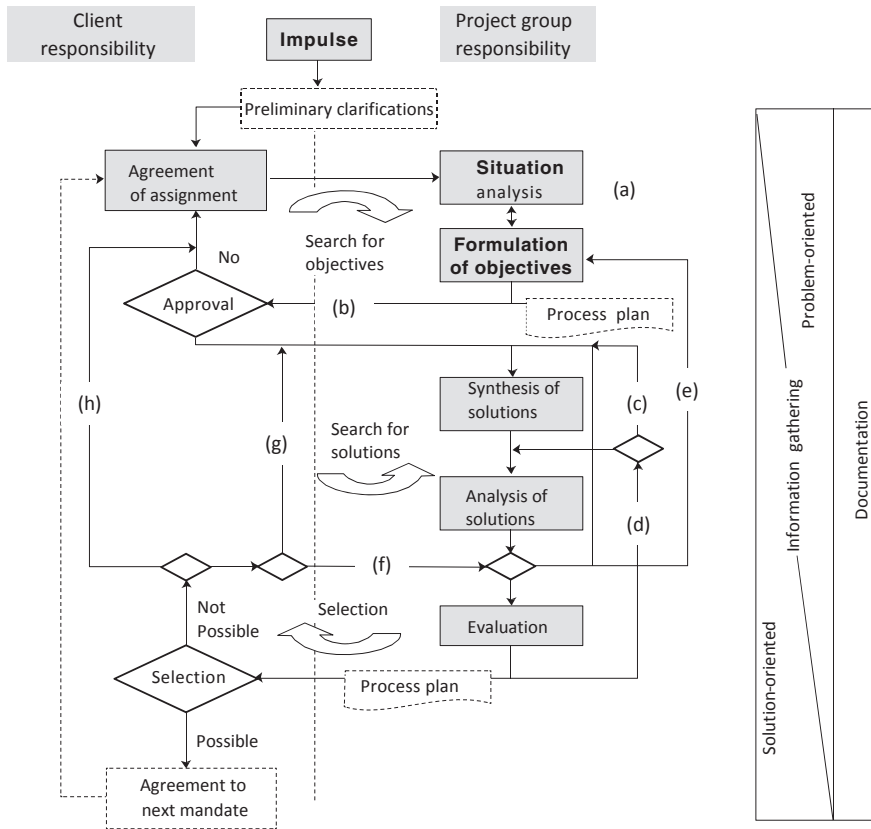 Client
responsibility
Impulse
Project group
responsibility
Preliminary clarifications
Agreement
of assignment
Situation
analysis
(a)
Search for
objectives
Formulation
of objectives
No
Approval
(b)
Process plan
Synthesis of
solutions
(c)
(e)
(h)
(g)
Search for
solutions
Analysis of
solutions
(d)
(f)
Not
Possible
Selection
Evaluation
Selection
Process plan
Possible
Agreement to
next mandate
Problem-oriented
Information gathering
Solution-oriented
Documentation